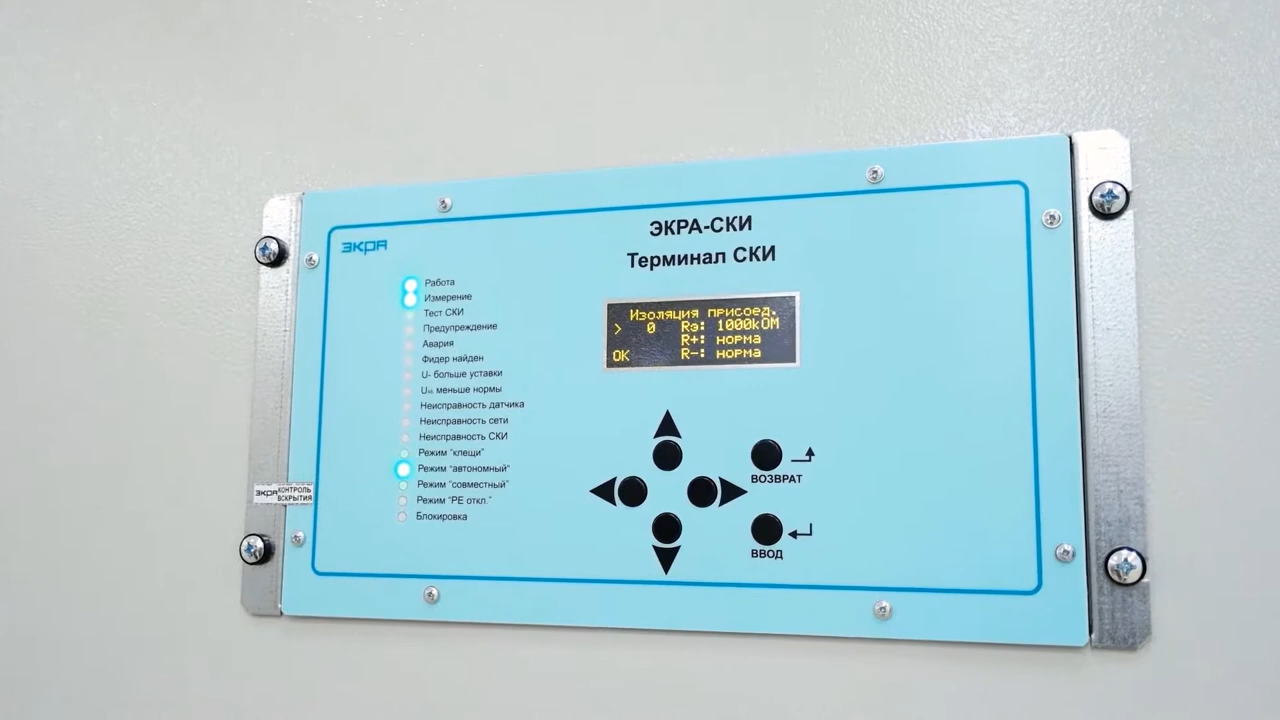 ЭКРА-СКИ
Терминал СКИ
экра
Работа
Измерение
Тест СКИ
Предупреждение
Авария
Фидер найден
U- больше уставки
меньше нормы
Неисправность датчика
Неисправность сети
Неисправность СКИ
Режим "клещи"
Режим "автономный"
Режим "совместный"
Режим "PE откл."
Блокировка
Изоляция присоед.
> 0 Rэ: 1000kОМ
R+: норма
OK R-: норма
ВОЗВРАТ
ВВОД
экра КОНТРОЛЬ
ВСКРЫТИЯ